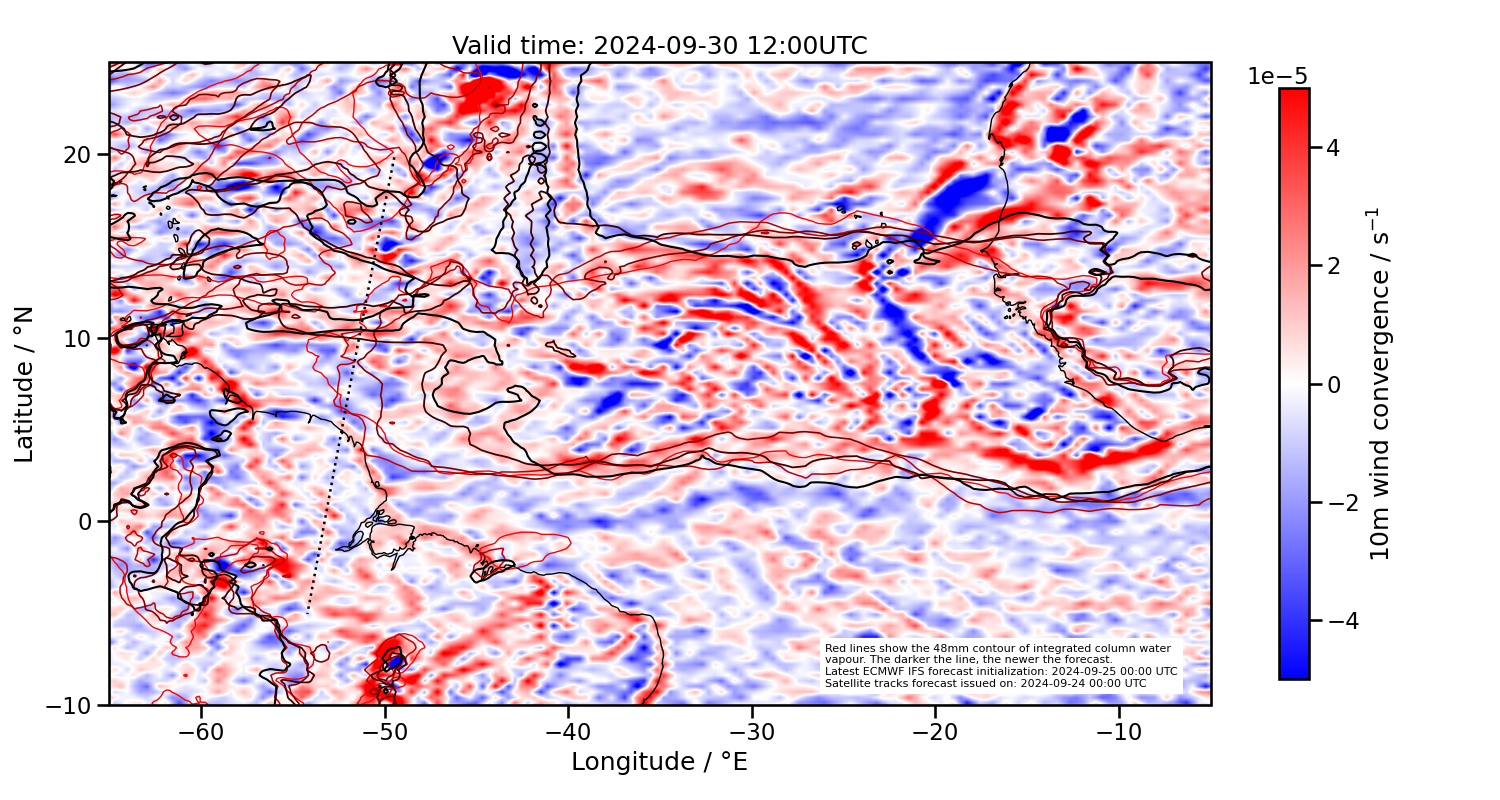 Valid time: 2024-09-30 12:00UTC
1e−5
20
10
0
−10
−60
−50
−40
−30
−20
−10
Latitude / °N
Longitude / °E
4
2
0
−2
−4
10m wind convergence / s⁻¹
Red lines show the 48mm contour of integrated column water
vapour. The darker the line, the newer the forecast.
Latest ECMWF IFS forecast initialization: 2024-09-25 00:00 UTC
Satellite tracks forecast issued on: 2024-09-24 00:00 UTC